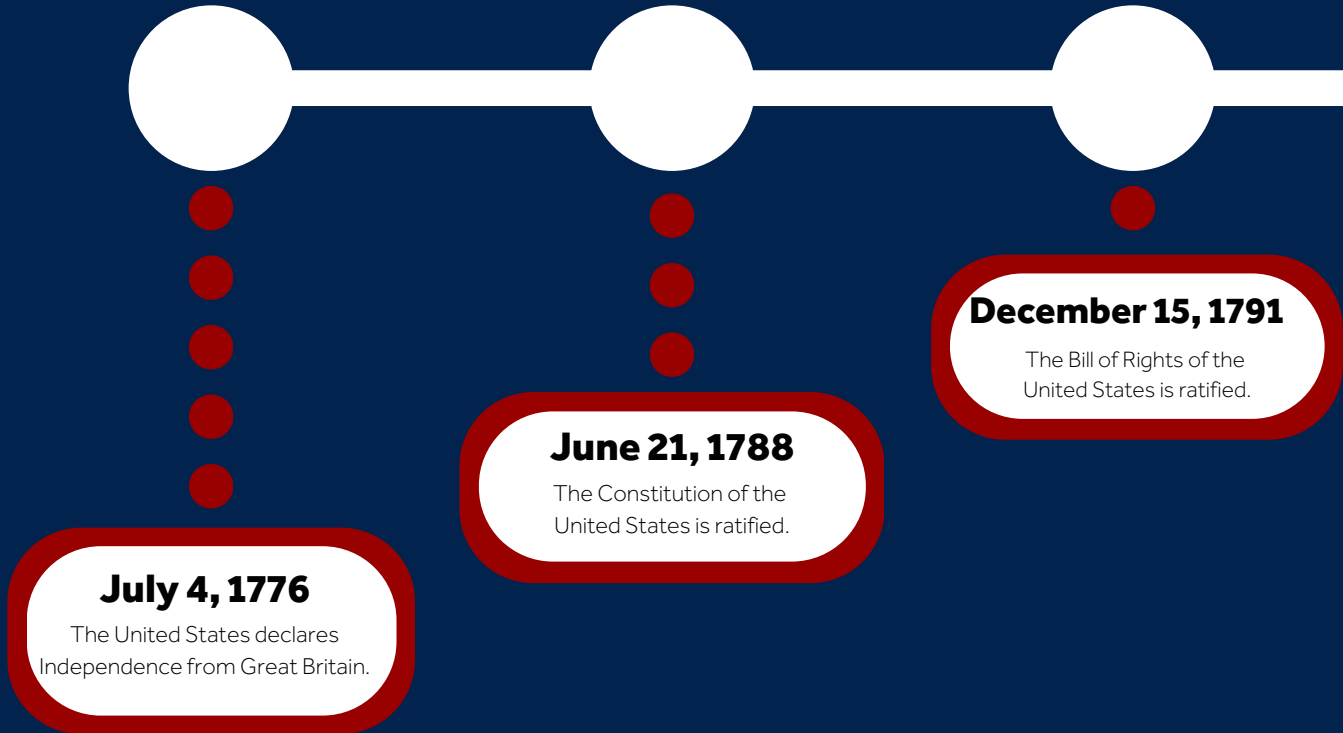 July 4, 1776
The United States declares
Independence from Great Britain.
June 21, 1788
The Constitution of the
United States is ratified.
December 15, 1791
The Bill of Rights of the
United States is ratified.